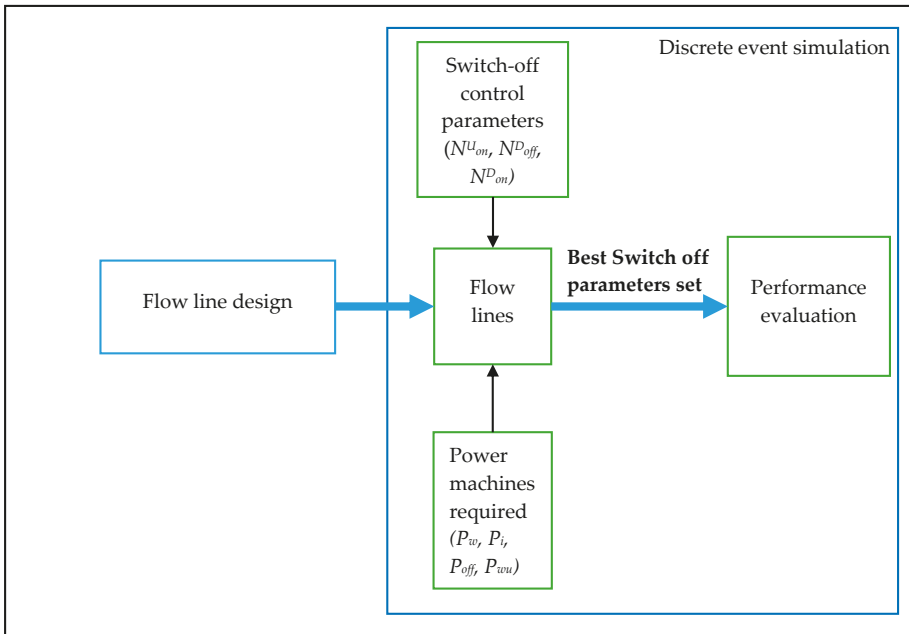 Discrete event simulation
Switch-off
control
parameters
(Nᵁₒₙ, Nᴰₒff,
Nᴰₒₙ)
Flow line design
Flow
lines
Best Switch off
parameters set
Performance
evaluation
Power
machines
required
(Pw, Pi,
Poff, Pwu)